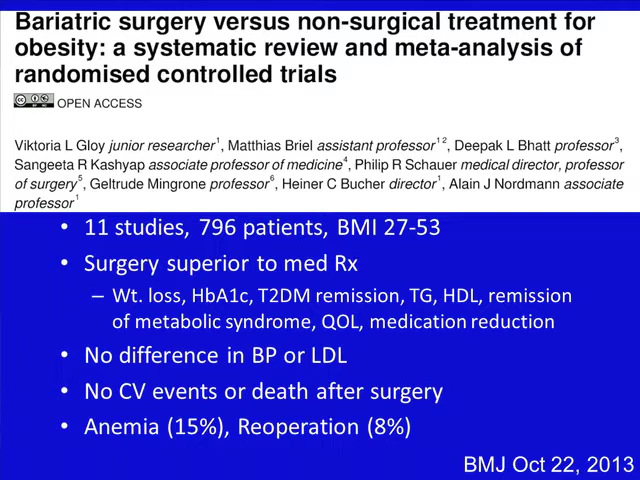 Bariatric surgery versus non-surgical treatment for
obesity: a systematic review and meta-analysis of
randomised controlled trials
OPEN ACCESS
Viktoria L Gloy junior researcher1, Matthias Briel assistant professor1 2, Deepak L Bhatt professor3,
Sangeeta R Kashyap associate professor of medicine4, Philip R Schauer medical director, professor
of surgery5, Geltrude Mingrone professor6, Heiner C Bucher director1, Alain J Nordmann associate
professor1
• 11 studies, 796 patients, BMI 27-53
• Surgery superior to med Rx
– Wt. loss, HbA1c, T2DM remission, TG, HDL, remission
of metabolic syndrome, QOL, medication reduction
• No difference in BP or LDL
• No CV events or death after surgery
• Anemia (15%), Reoperation (8%)
BMJ Oct 22, 2013